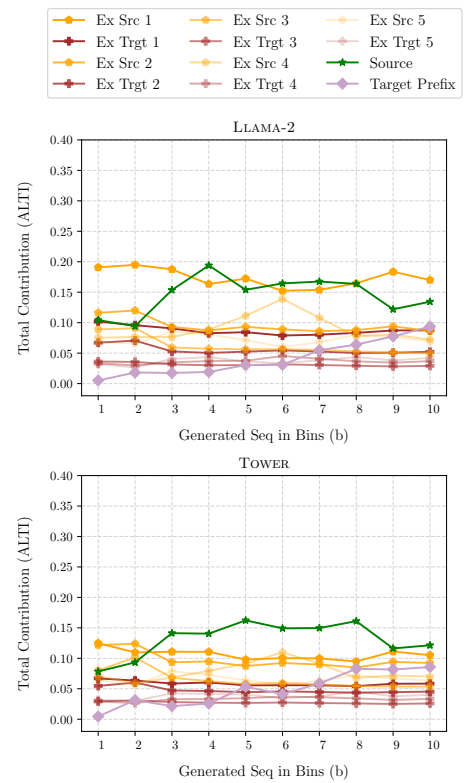 Ex Src 1 Ex Src 3 Ex Src 5
Ex Trgt 1 Ex Trgt 3 Ex Trgt 5
Ex Src 2 Ex Src 4 Source
Ex Trgt 2 Ex Trgt 4 Target Prefix
LLAMA-2
Total Contribution (ALTI)
0.40
0.35
0.30
0.25
0.20
0.15
0.10
0.05
0.00
1 2 3 4 5 6 7 8 9 10
Generated Seq in Bins (b)
TOWER
Total Contribution (ALTI)
0.40
0.35
0.30
0.25
0.20
0.15
0.10
0.05
0.00
1 2 3 4 5 6 7 8 9 10
Generated Seq in Bins (b)